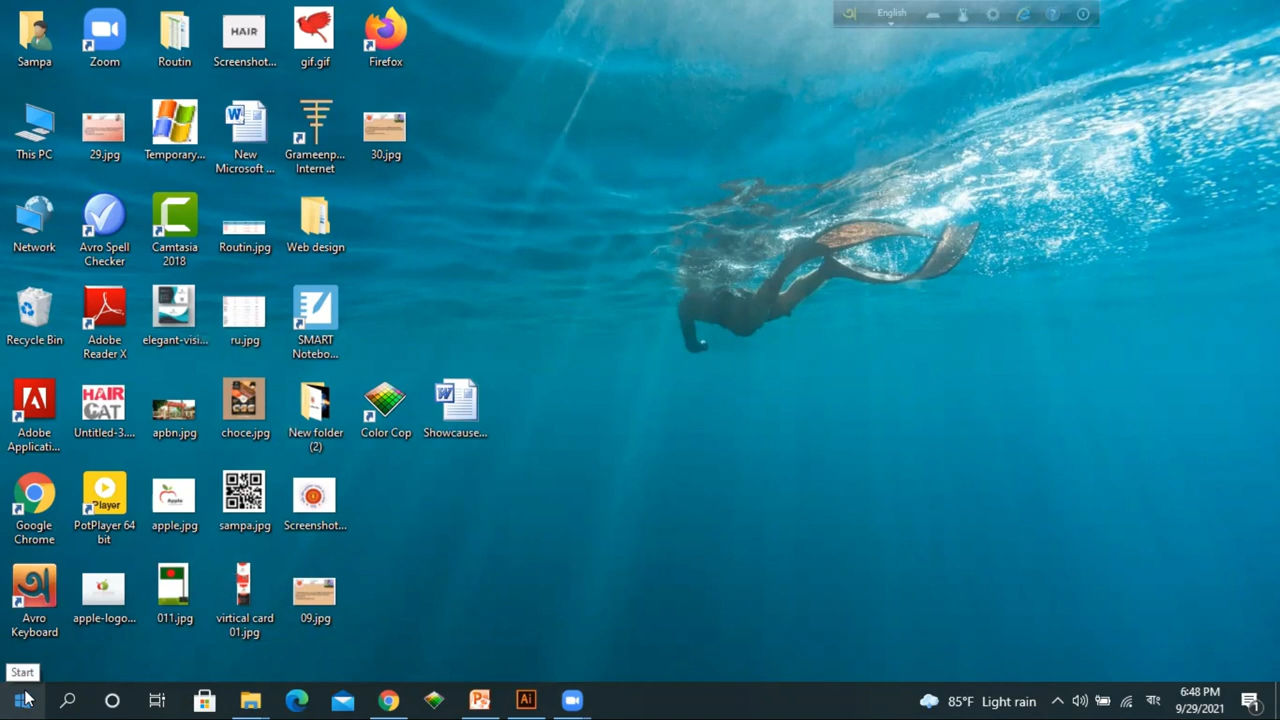 English
Sampa
Zoom
Routin
Screenshot...
gif.gif
Firefox
HAIR
This PC
29.jpg
Temporary...
New
Microsoft ...
Grameenp...
Internet
30.jpg
Network
Avro Spell
Checker
Camtasia
2018
Routin.jpg
Web design
Recycle Bin
Adobe
Reader X
elegant-visi...
ru.jpg
SMART
Notebo...
HAIR
CAT
Adobe
Applicati...
Untitled-3....
apbn.jpg
choce.jpg
New folder
(2)
Color Cop
Showcause...
Player
Apple
Google
Chrome
PotPlayer 64
bit
apple.jpg
sampa.jpg
Screenshot...
অ
Avro
Keyboard
apple-logo...
011.jpg
virtical card
01.jpg
09.jpg
Start
Ai
85°F Light rain
বাং
6:48 PM
9/29/2021
1